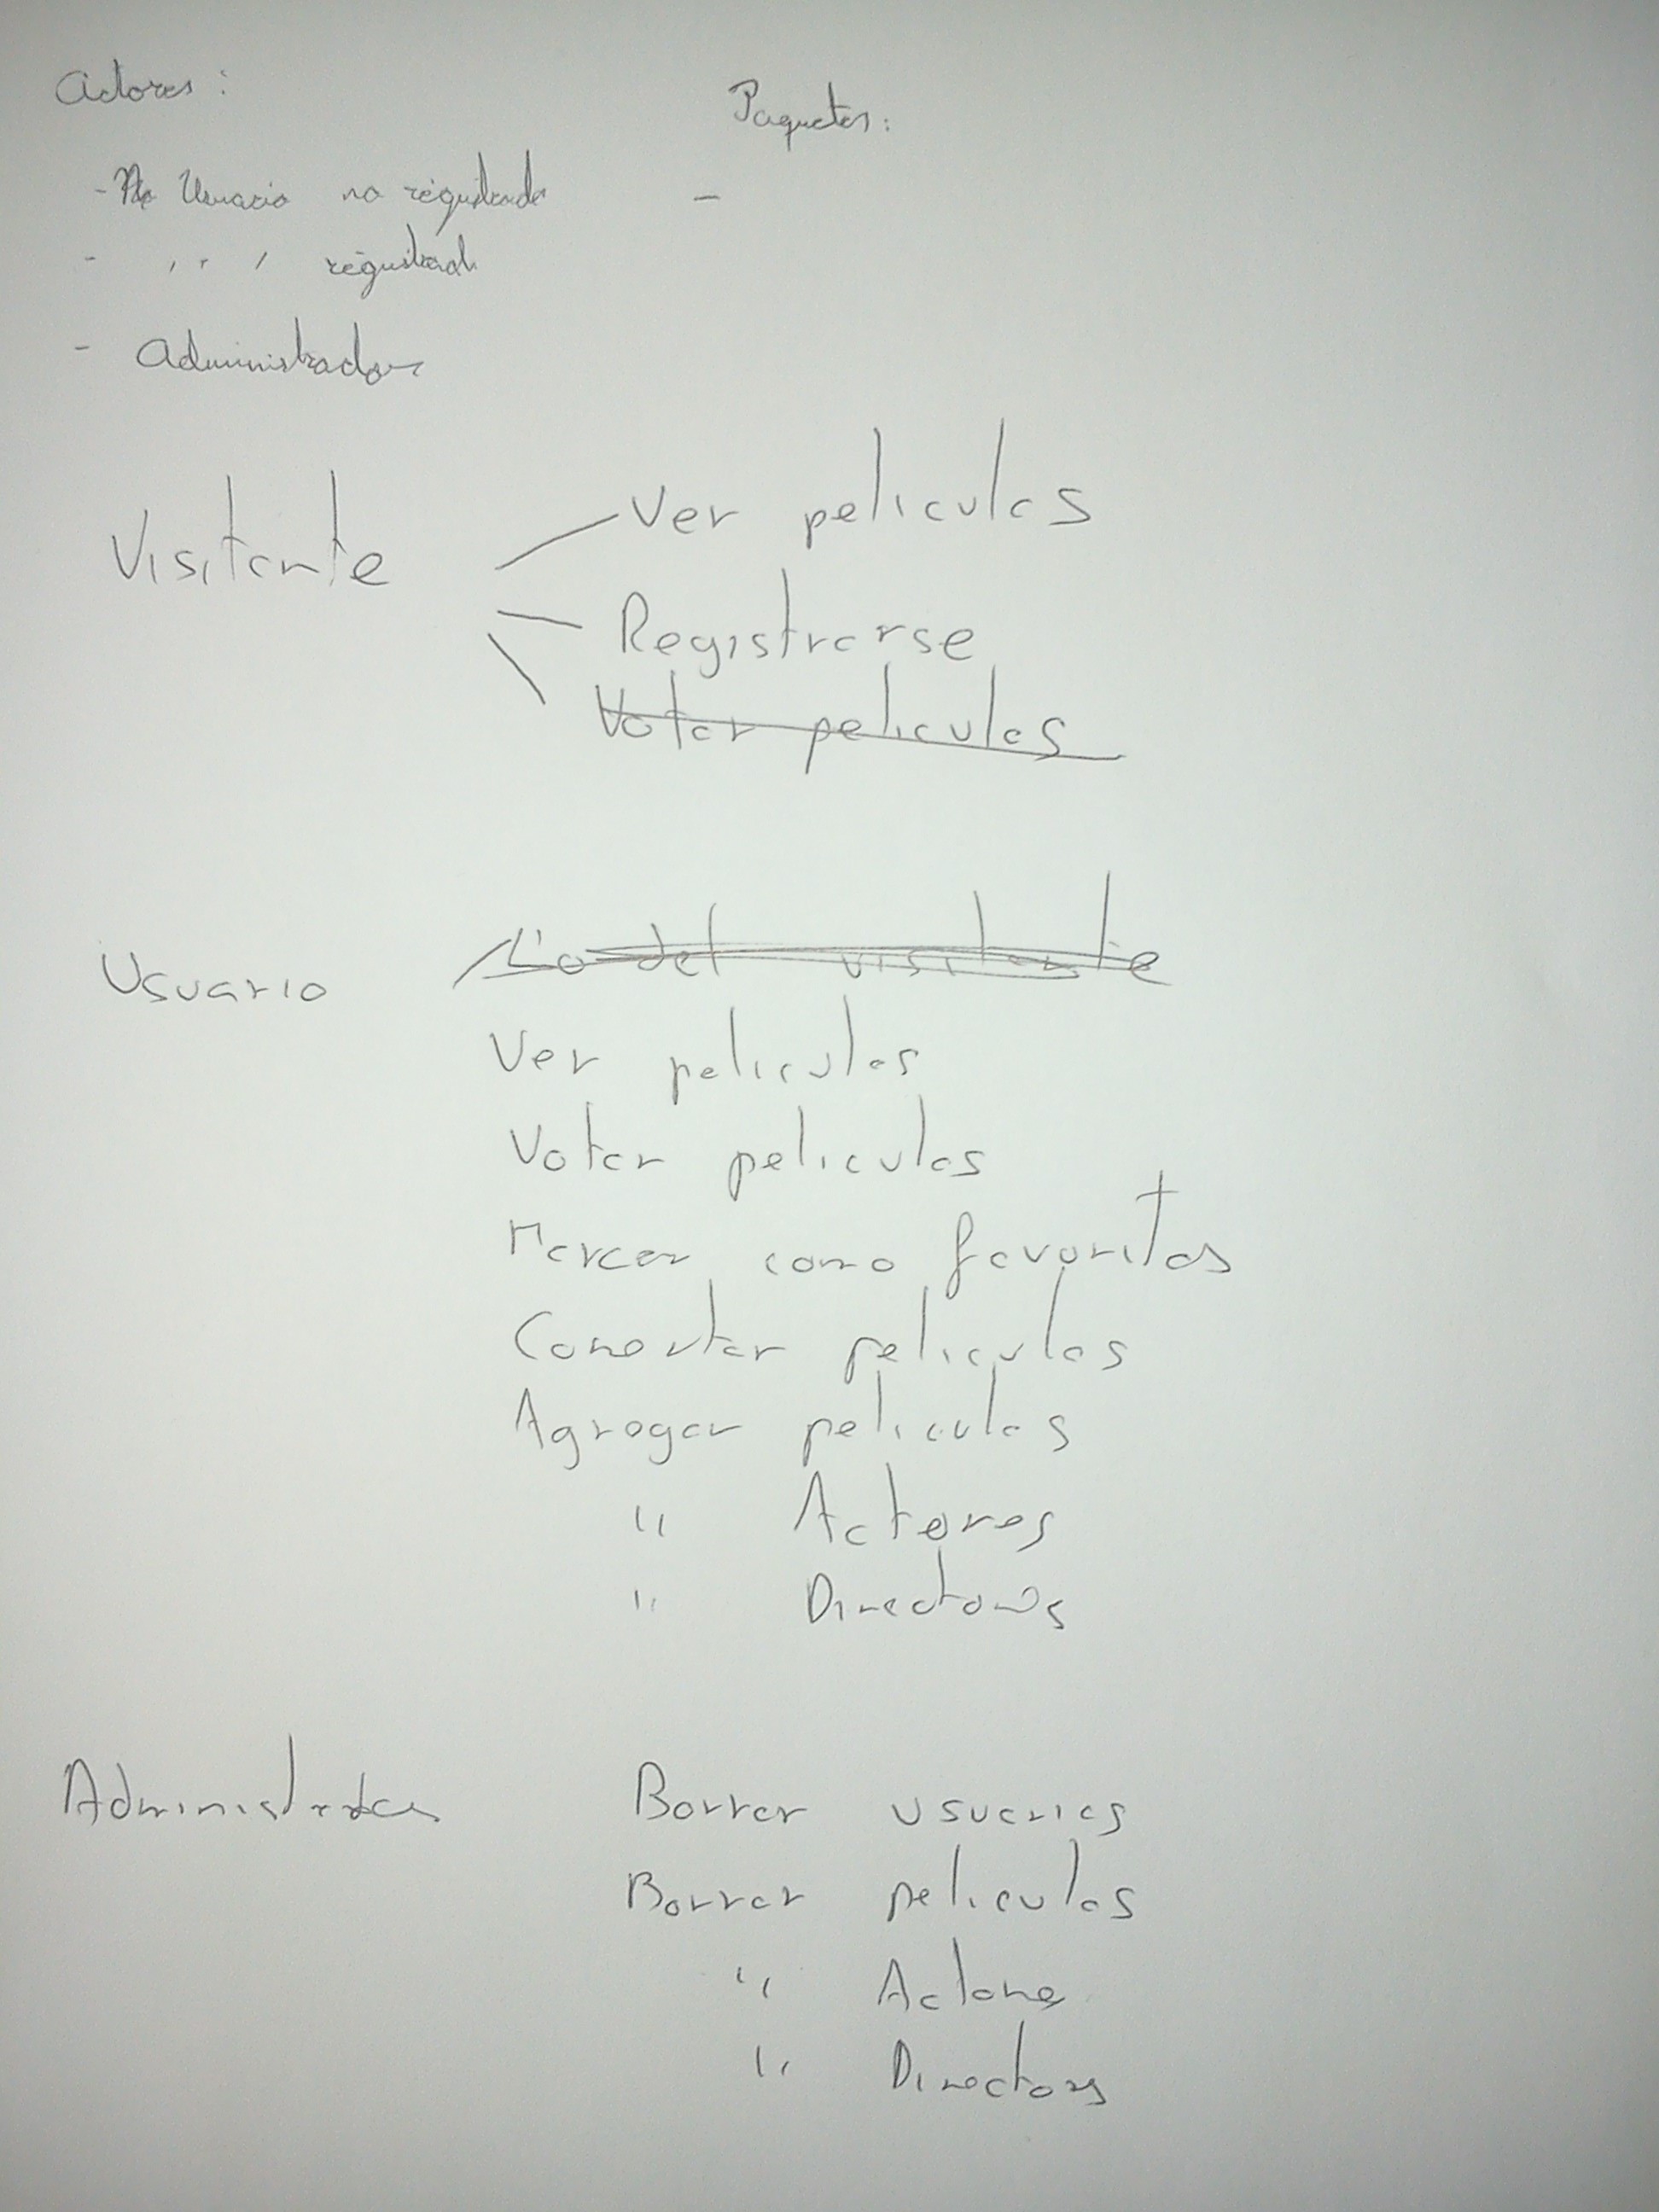 Actores:
Paquetes:
- Usuario no registrado
-
- " " registrado
- Administrador
Visitante
Ver peliculas
Registrarse
Votar peliculas
Lo del visitante
Usuario
Ver peliculas
Votar peliculas
Marcar como favoritas
Comentar peliculas
Agregar peliculas
" Actores
" Directores
Administrador
Borrar usuarios
Borrar peliculas
" Actores
" Directores